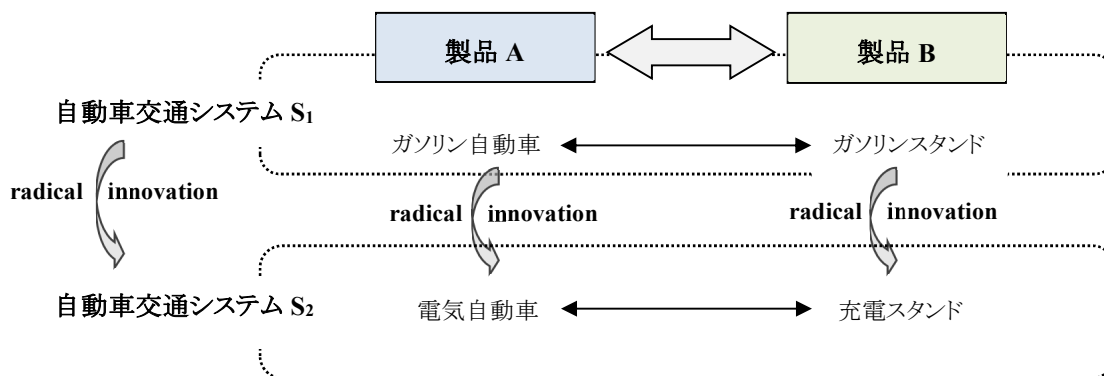 製品 A
製品 B
自動車交通システム S₁
ガソリン自動車
ガソリンスタンド
radical innovation
radical innovation
radical innovation
自動車交通システム S₂
電気自動車
充電スタンド